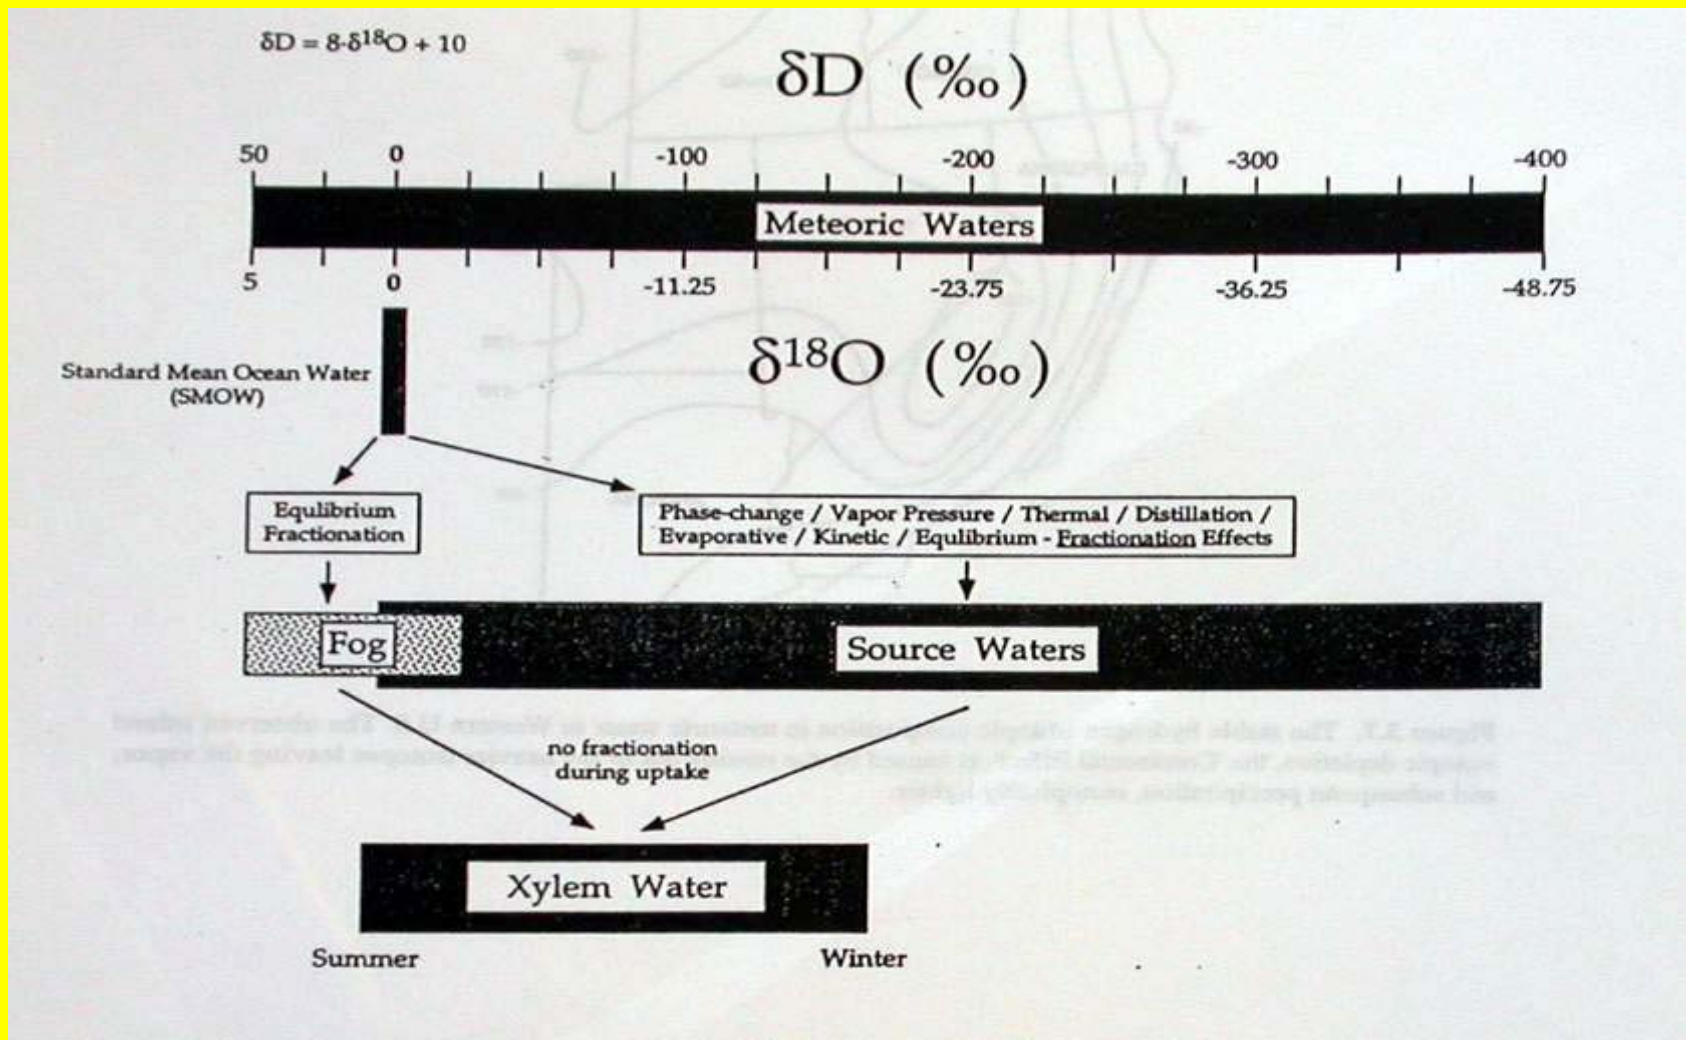 δD = 8·δ¹⁸O + 10
δD (‰)
50 0 -100 -200 -300 -400
Meteoric Waters
5 0 -11.25 -23.75 -36.25 -48.75
δ¹⁸O (‰)
Standard Mean Ocean Water
(SMOW)
Equlibrium
Fractionation
Phase-change / Vapor Pressure / Thermal / Distillation /
Evaporative / Kinetic / Equlibrium - Fractionation Effects
Fog
Source Waters
no fractionation
during uptake
Xylem Water
Summer
Winter